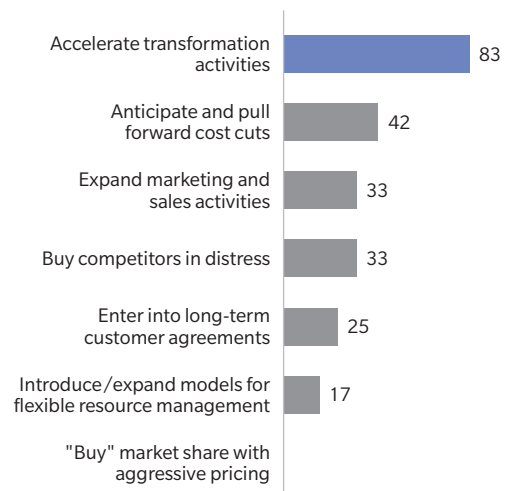 Accelerate transformation
activities
83
Anticipate and pull
forward cost cuts
42
Expand marketing and
sales activities
33
Buy competitors in distress
33
Enter into long-term
customer agreements
25
Introduce/expand models for
flexible resource management
17
"Buy" market share with
aggressive pricing